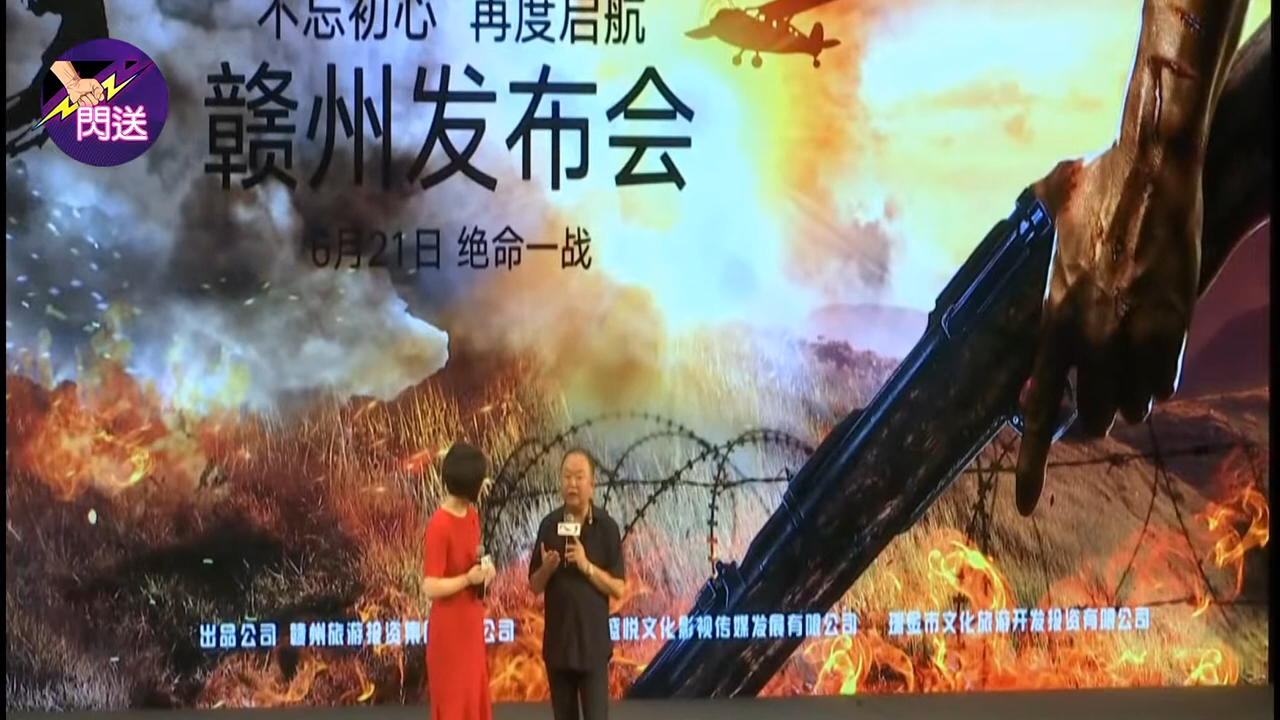 不忘初心 再度启航
閃送
赣州发布会
6月21日 绝命一战
出品公司 赣州旅游投资集 公司 盛悦文化影视传媒发展有限公司 瑞金市文化旅游开发投资有限公司